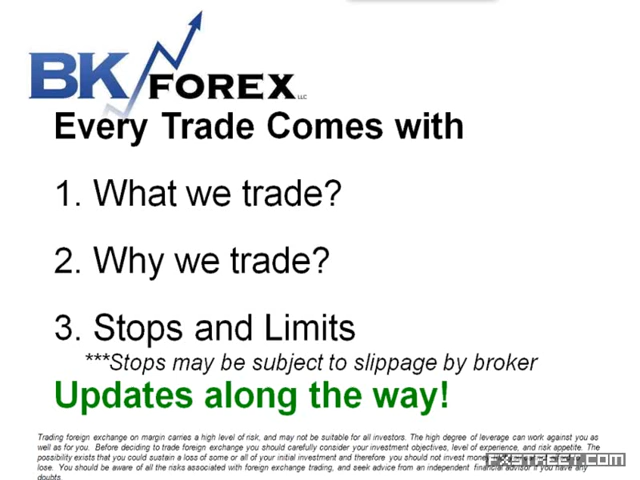 BK FOREX LLC
Every Trade Comes with
1. What we trade?
2. Why we trade?
3. Stops and Limits
***Stops may be subject to slippage by broker
Updates along the way!
Trading foreign exchange on margin carries a high level of risk, and may not be suitable for all investors. The high degree of leverage can work against you as
well as for you. Before deciding to trade foreign exchange you should carefully consider your investment objectives, level of experience, and risk appetite. The
possibility exists that you could sustain a loss of some or all of your initial investment and therefore you should not invest
lose. You should be aware of all the risks associated with foreign exchange trading, and seek advice from an independent financial advisor if you have any
doubts.
FXSTREET.COM